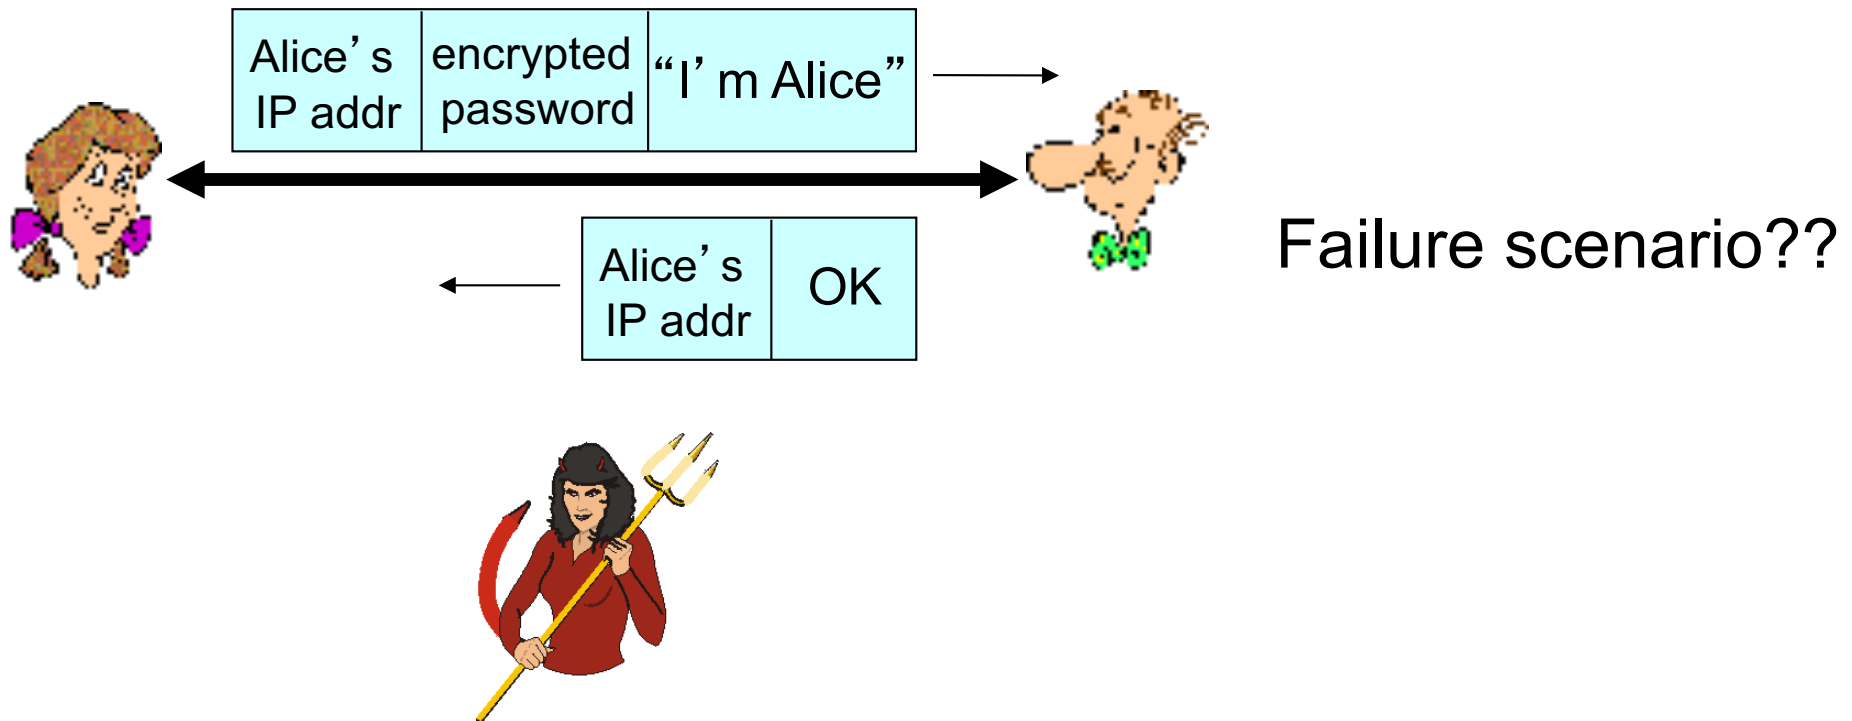 Alice’s
IP addr
encrypted
password
“I’m Alice”
Alice’s
IP addr
OK
Failure scenario??